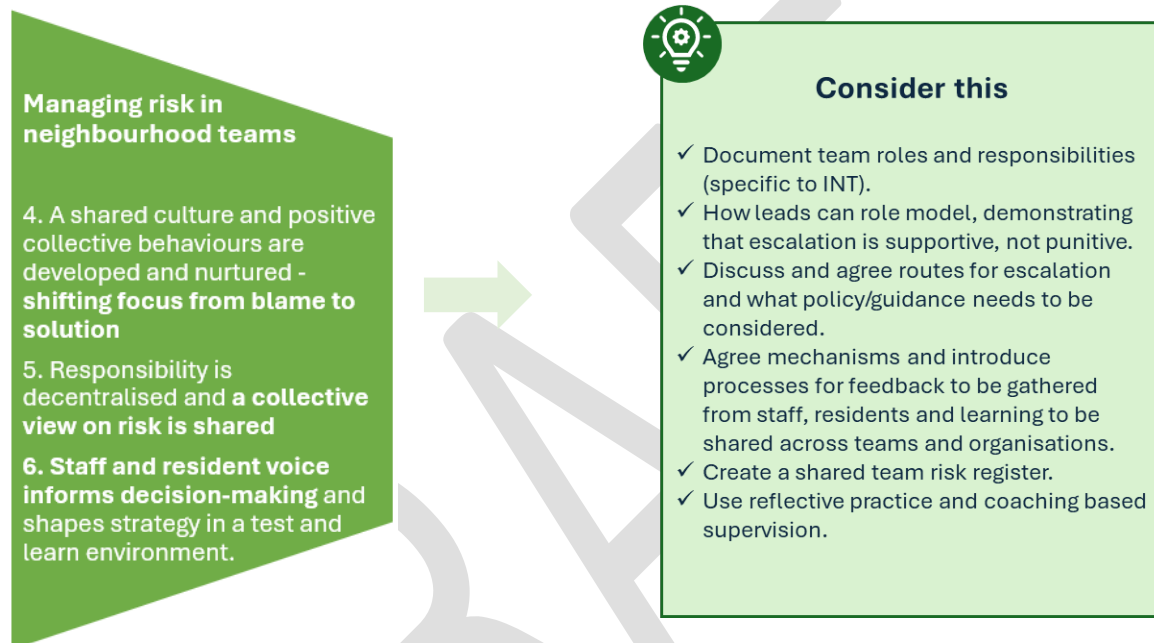 Managing risk in
neighbourhood teams
4. A shared culture and positive
collective behaviours are
developed and nurtured -
shifting focus from blame to
solution
5. Responsibility is
decentralised and a collective
view on risk is shared
6. Staff and resident voice
informs decision-making and
shapes strategy in a test and
learn environment.
Consider this
✓ Document team roles and responsibilities
(specific to INT).
✓ How leads can role model, demonstrating
that escalation is supportive, not punitive.
✓ Discuss and agree routes for escalation
and what policy/guidance needs to be
considered.
✓ Agree mechanisms and introduce
processes for feedback to be gathered
from staff, residents and learning to be
shared across teams and organisations.
✓ Create a shared team risk register.
✓ Use reflective practice and coaching based
supervision.